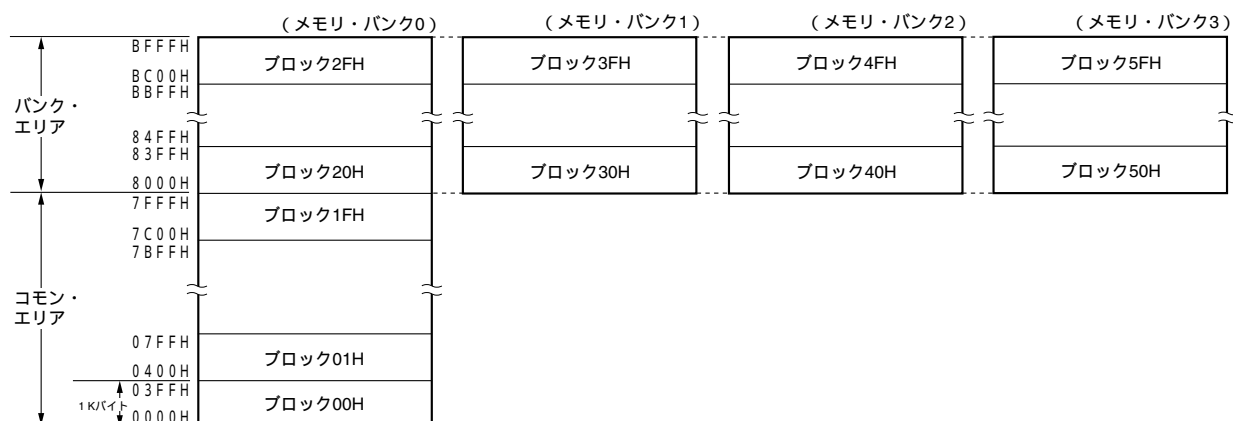 (メモリ・バンク0) (メモリ・バンク1) (メモリ・バンク2) (メモリ・バンク3)
BFFFH
ブロック2FH ブロック3FH ブロック4FH ブロック5FH
BC00H
BBFFH
バンク・
エリア
84FFH
83FFH
ブロック20H ブロック30H ブロック40H ブロック50H
8000H
7FFFH
ブロック1FH
7C00H
7BFFH
コモン・
エリア
07FFH
ブロック01H
0400H
03FFH
1Kバイト
ブロック00H
0000H